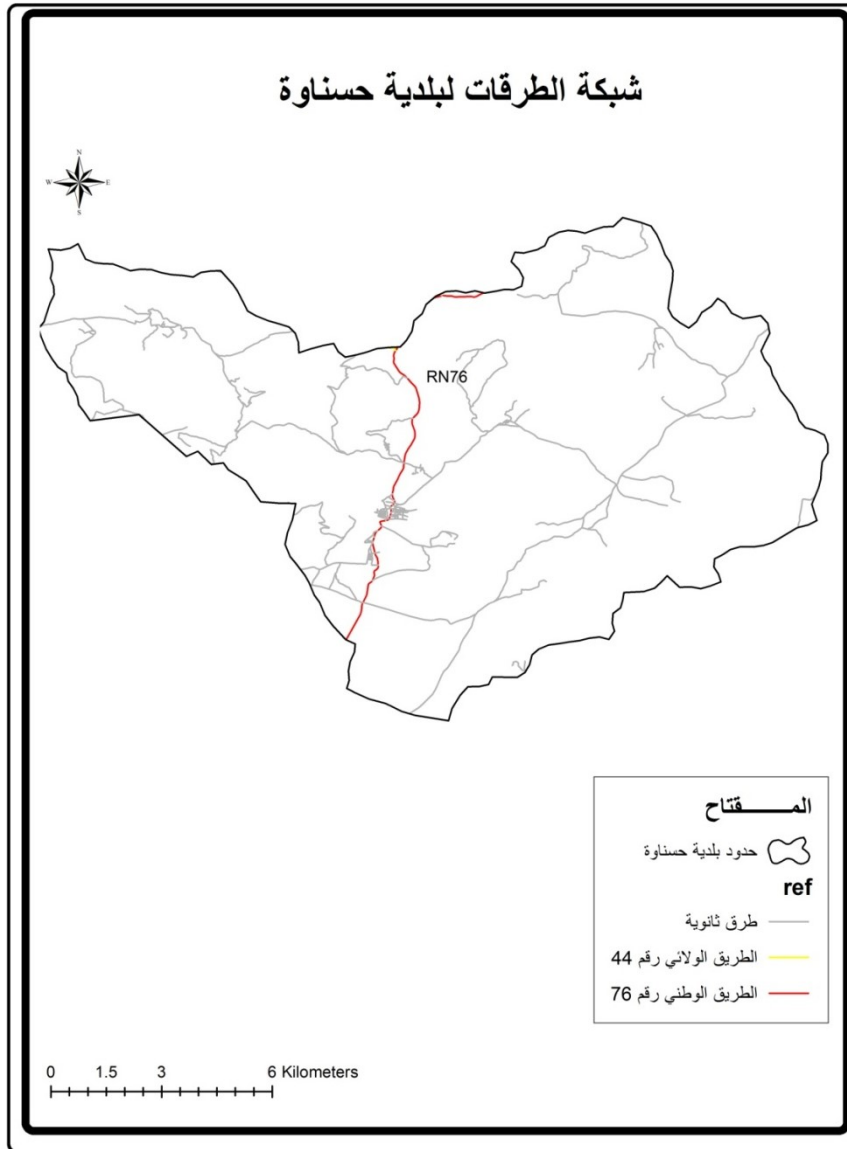 شبكة الطرقات لبلدية حسناوة
N
W E
S
RN76
المـــــــقتاح
حدود بلدية حسناوة
ref
طرق ثانوية
الطريق الولائي رقم 44
الطريق الوطني رقم 76
0 1.5 3 6 Kilometers